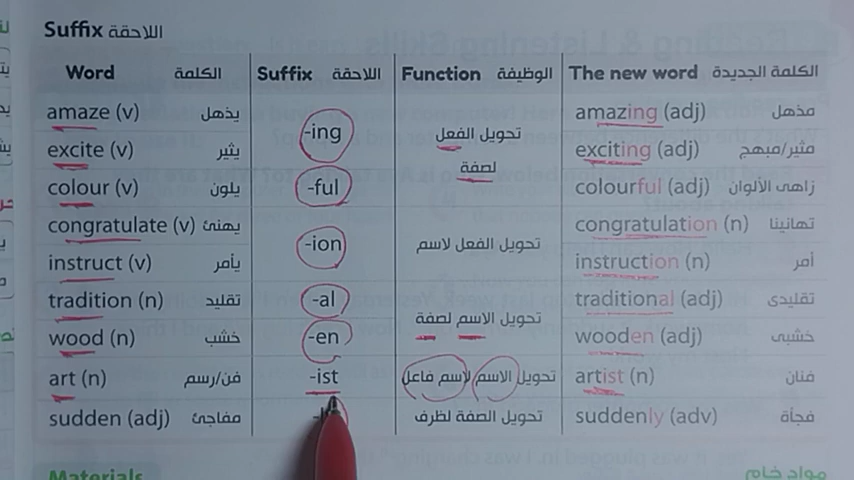 Suffix اللاحقة
Word الكلمة Suffix اللاحقة Function الوظيفة The new word الكلمة الجديدة
amaze (v) يذهل -ing تحويل الفعل لصفة amazing (adj) مذهل
excite (v) يثير exciting (adj) مثير/مبهج
colour (v) يلون -ful colourful (adj) زاهى الألوان
congratulate (v) يهنئ -ion تحويل الفعل لاسم congratulation (n) تهانينا
instruct (v) يأمر instruction (n) أمر
tradition (n) تقليد -al تحويل الاسم لصفة traditional (adj) تقليدى
wood (n) خشب -en wooden (adj) خشبى
art (n) فن/رسم -ist تحويل الاسم لاسم فاعل artist (n) فنان
sudden (adj) مفاجئ تحويل الصفة لظرف suddenly (adv) فجأة
Materials مواد خام